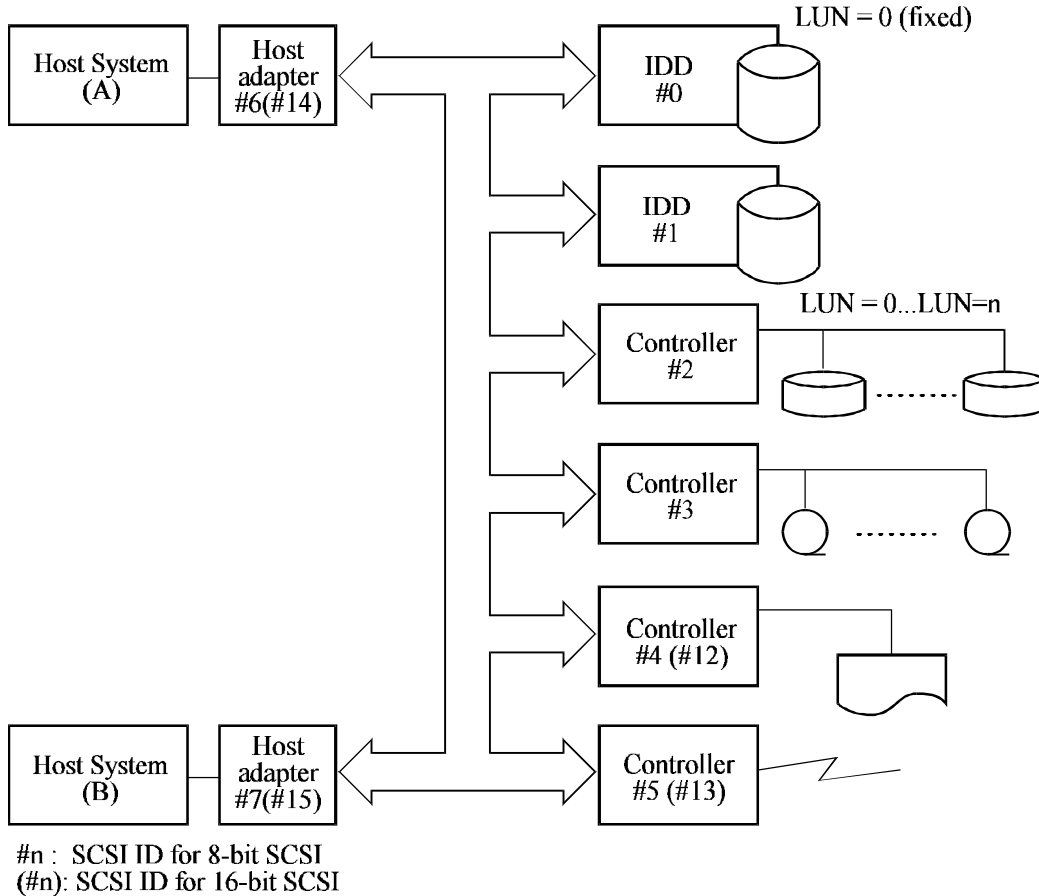 LUN = 0 (fixed)
Host System
(A)
Host
adapter
#6(#14)
IDD
#0
IDD
#1
LUN = 0...LUN=n
Controller
#2
Controller
#3
Controller
#4 (#12)
Host System
(B)
Host
adapter
#7(#15)
Controller
#5 (#13)
#n : SCSI ID for 8-bit SCSI
(#n): SCSI ID for 16-bit SCSI